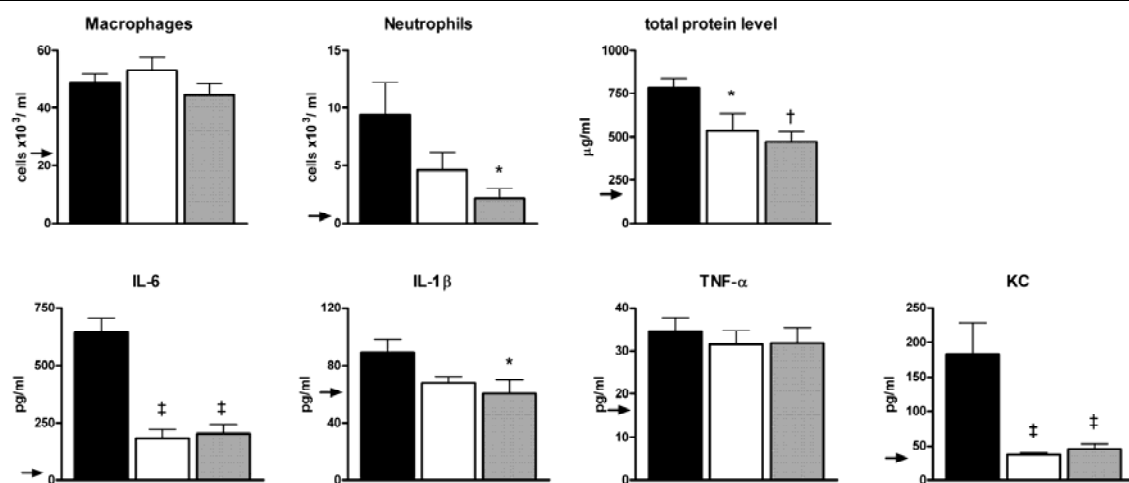 Macrophages
60
40
20
0
cells x10³/ ml
Neutrophils
15
10
5
0
cells x10³/ ml
*
total protein level
1000
750
500
250
0
µg/ml
*
†
IL-6
750
500
250
0
pg/ml
‡
‡
IL-1β
120
80
40
0
pg/ml
*
TNF-α
40
30
20
10
0
pg/ml
KC
250
200
150
100
50
0
pg/ml
‡
‡